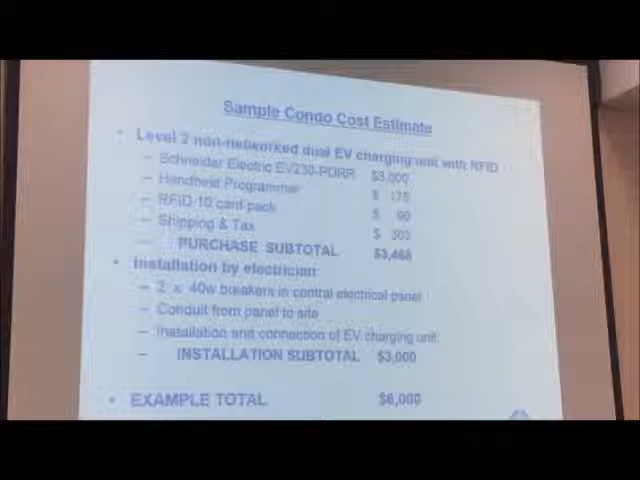 Sample Condo Cost Estimate
• Level 2 non-networked dual EV charging unit with RFID
– Schneider Electric EV230-PDRR $3,000
– Handheld Programmer $ 175
– RFID 10 card pack $ 90
– Shipping & Tax $
– PURCHASE SUBTOTAL $3,468
• Installation by electrician
– 2 x 40w breakers in central electrical panel
– Conduit from panel to site
– Installation and connection of EV charging unit
– INSTALLATION SUBTOTAL $3,000
• EXAMPLE TOTAL $6,000